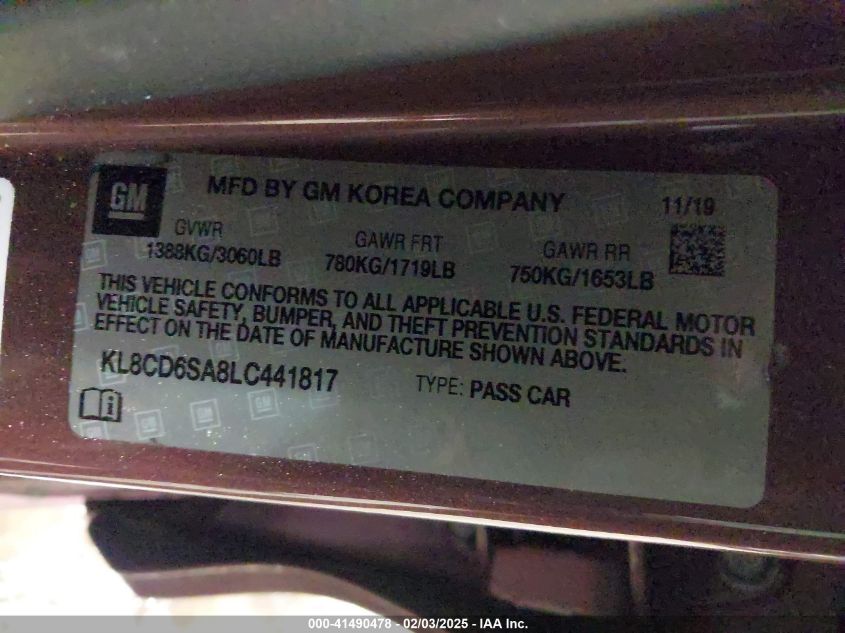 GM MFD BY GM KOREA COMPANY 11/19
GVWR GAWR FRT GAWR RR
1388KG/3060LB 780KG/1719LB 750KG/1653LB
THIS VEHICLE CONFORMS TO ALL APPLICABLE U.S. FEDERAL MOTOR
VEHICLE SAFETY, BUMPER, AND THEFT PREVENTION STANDARDS IN
EFFECT ON THE DATE OF MANUFACTURE SHOWN ABOVE.
KL8CD6SA8LC441817 TYPE: PASS CAR
000-41490478 - 02/03/2025 - IAA Inc.